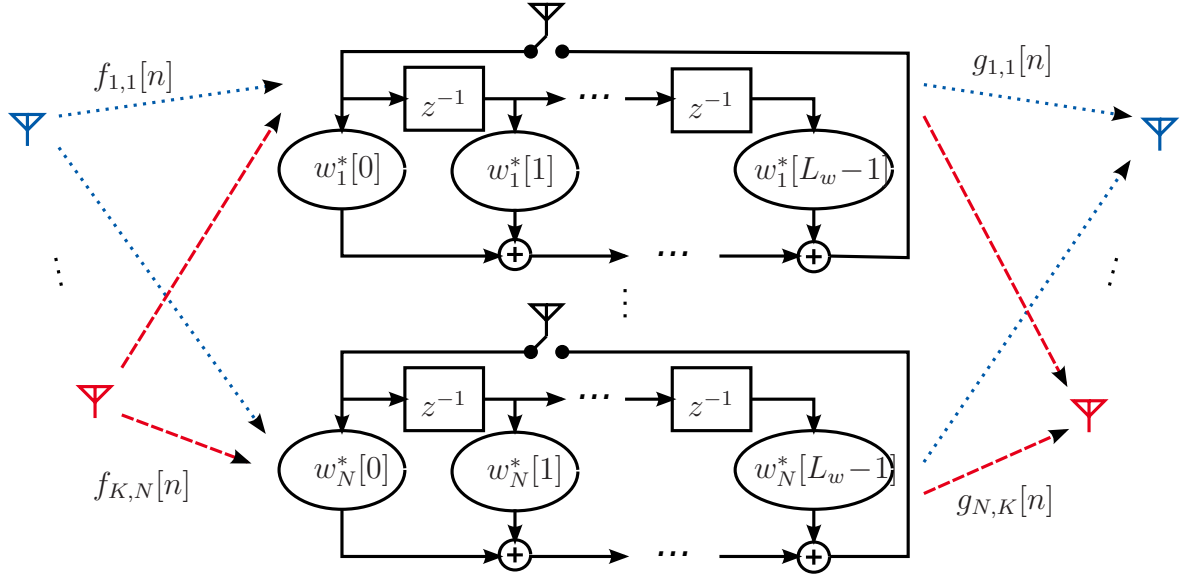 f_{1,1}[n]
g_{1,1}[n]
z^{-1} ... z^{-1}
w_1^*[0] w_1^*[1] w_1^*[L_w-1]
+ ... +
⋮ ⋮ ⋮
z^{-1} ... z^{-1}
w_N^*[0] w_N^*[1] w_N^*[L_w-1]
f_{K,N}[n]
g_{N,K}[n]
+ ... +